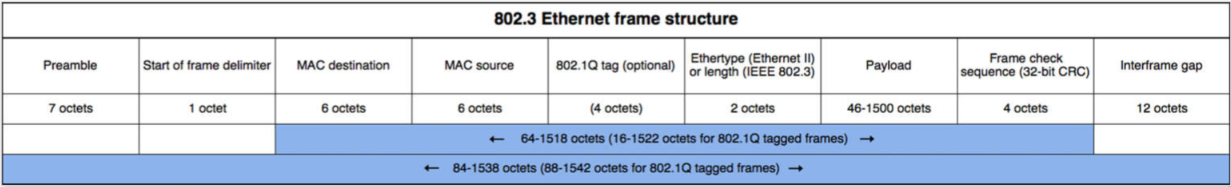 802.3 Ethernet frame structure
Preamble
Start of frame delimiter
MAC destination
MAC source
802.1Q tag (optional)
Ethertype (Ethernet II)
or length (IEEE 802.3)
Payload
Frame check
sequence (32-bit CRC)
Interframe gap
7 octets
1 octet
6 octets
6 octets
(4 octets)
2 octets
46-1500 octets
4 octets
12 octets
← 64-1518 octets (16-1522 octets for 802.1Q tagged frames) →
← 84-1538 octets (88-1542 octets for 802.1Q tagged frames) →